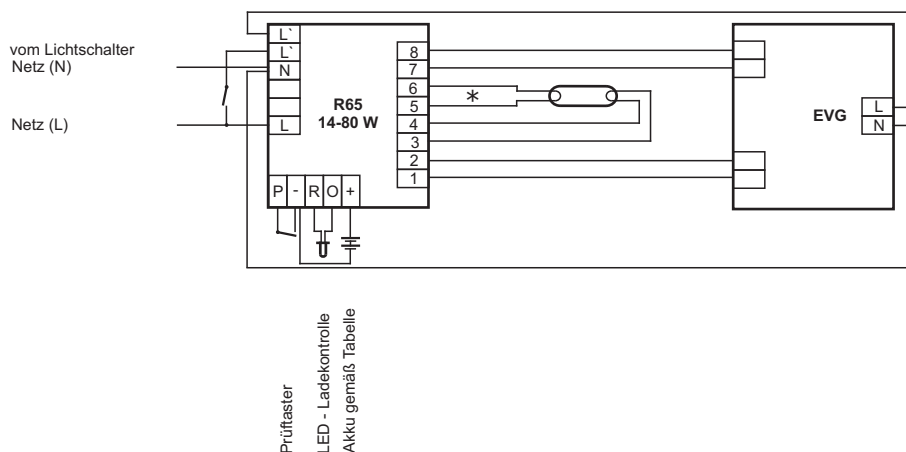 vom Lichtschalter
Netz (N)
Netz (L)
L`
L`
N
L
R65
14-80 W
8
7
6
5
4
3
2
1
*
P - R O +
EVG
L
N
Prüftaster
LED - Ladekontrolle
Akku gemäß Tabelle